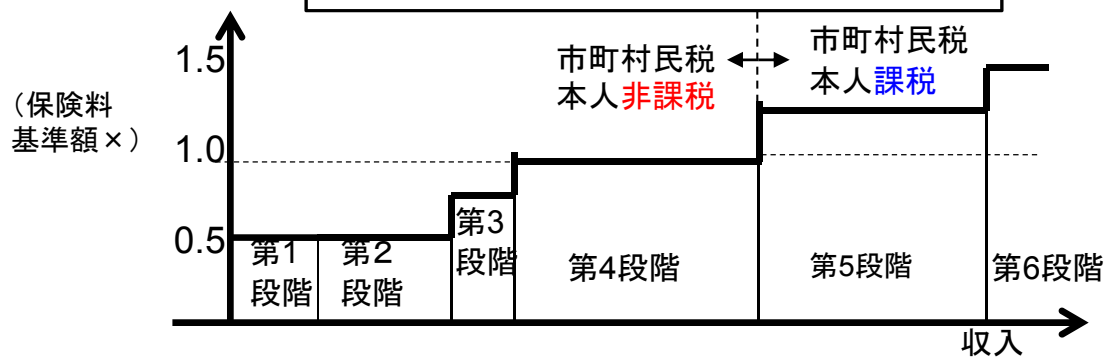 1.5
(保険料
基準額×)
1.0
0.5
市町村民税
本人非課税
市町村民税
本人課税
第1
段階
第2
段階
第3
段階
第4段階
第5段階
第6段階
収入